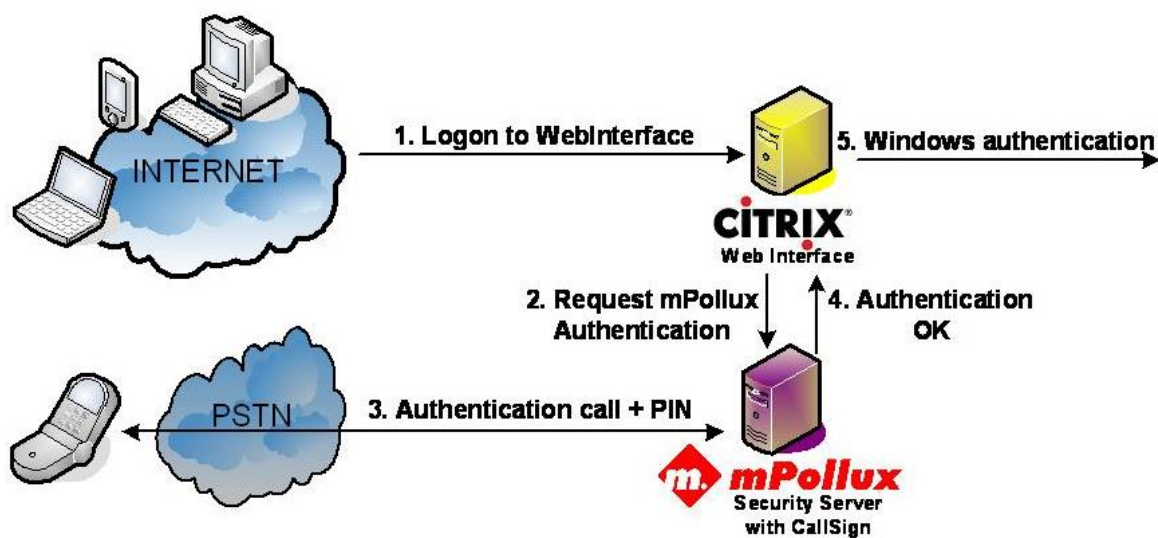 1. Logon to WebInterface
5. Windows authentication
INTERNET
CiTRIX®
Web Interface
2. Request mPollux
Authentication
4. Authentication
OK
PSTN
3. Authentication call + PIN
m.
mPollux
Security Server
with CallSign